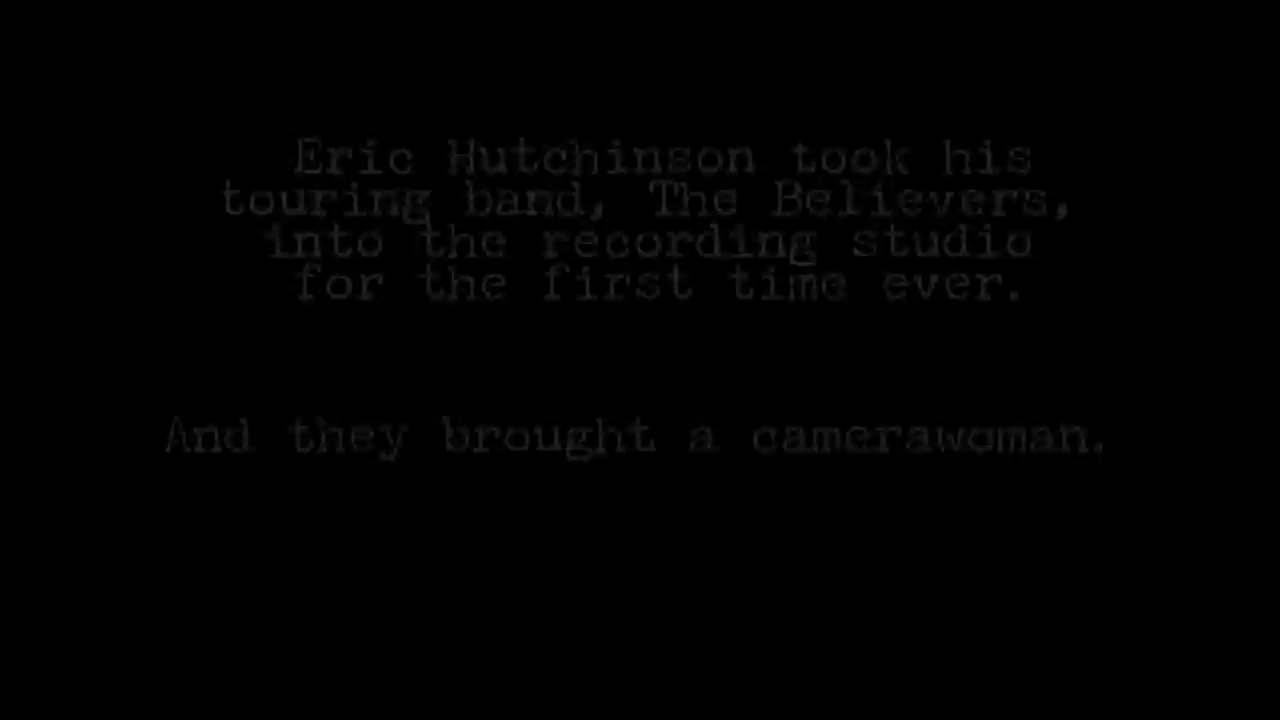 Eric Hutchinson took his
touring band, The Believers,
into the recording studio
for the first time ever.
And they brought a camerawoman.